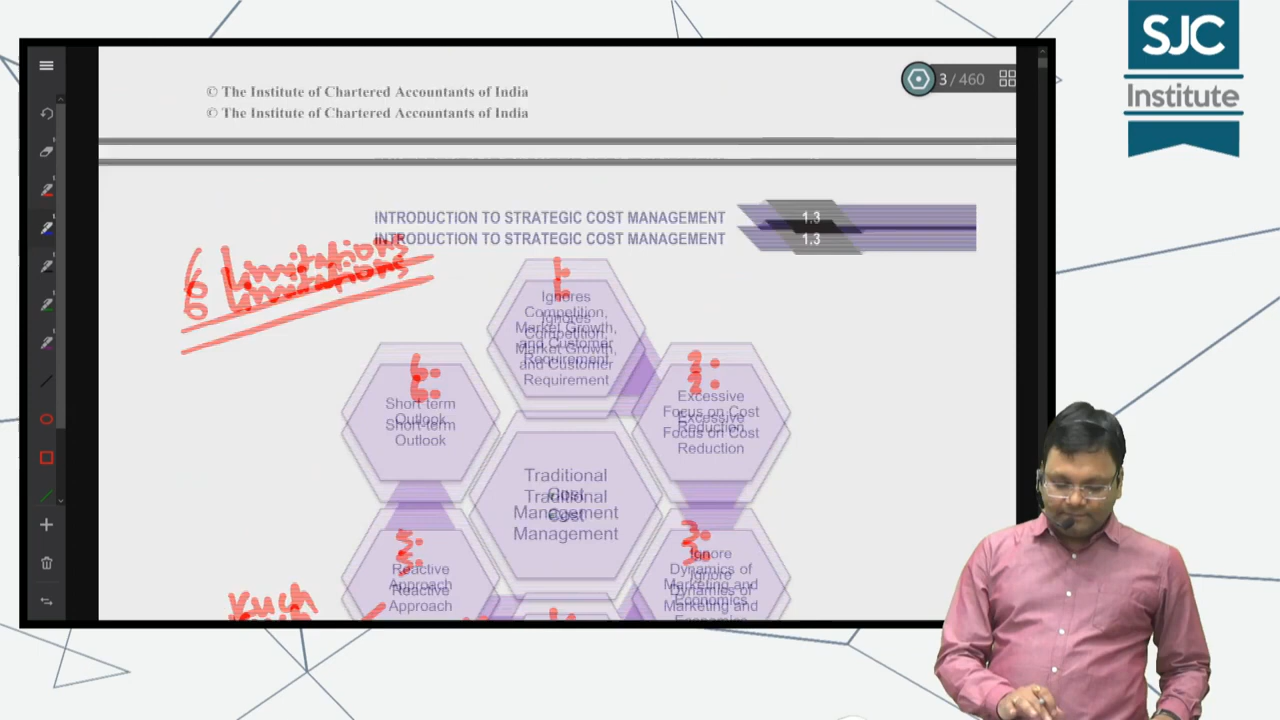 SJC
Institute
3 / 460
© The Institute of Chartered Accountants of India
© The Institute of Chartered Accountants of India
INTRODUCTION TO STRATEGIC COST MANAGEMENT 1.3
INTRODUCTION TO STRATEGIC COST MANAGEMENT 1.3
6 Limitations
1:
Ignores
Competition,
Market Growth,
and Customer
Requirement
2:
Excessive
Focus on Cost
Reduction
3:
Ignore
Dynamics of
Marketing and
Economics
Traditional
Cost
Management
5:
Reactive
Approach
6:
Short-term
Outlook